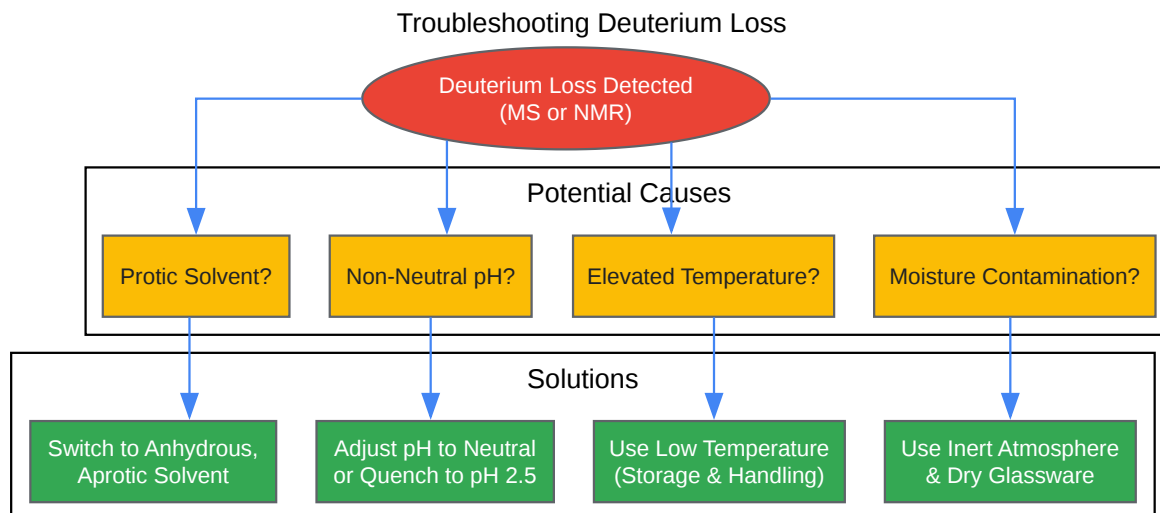 Troubleshooting Deuterium Loss
Deuterium Loss Detected
(MS or NMR)
Potential Causes
Protic Solvent?
Non-Neutral pH?
Elevated Temperature?
Moisture Contamination?
Solutions
Switch to Anhydrous,
Aprotic Solvent
Adjust pH to Neutral
or Quench to pH 2.5
Use Low Temperature
(Storage & Handling)
Use Inert Atmosphere
& Dry Glassware